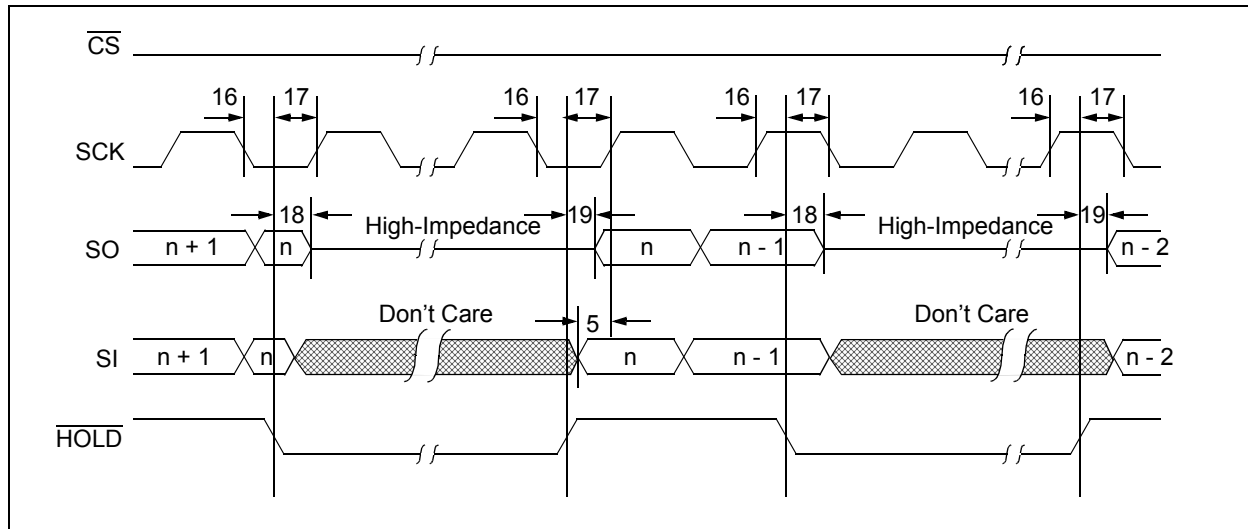 CS
16 17 16 17 16 17 16 17
SCK
18 High-Impedance 19 18 High-Impedance 19
SO n + 1 n n n - 1 n - 2
Don't Care 5 Don't Care
SI n + 1 n n n - 1 n - 2
HOLD